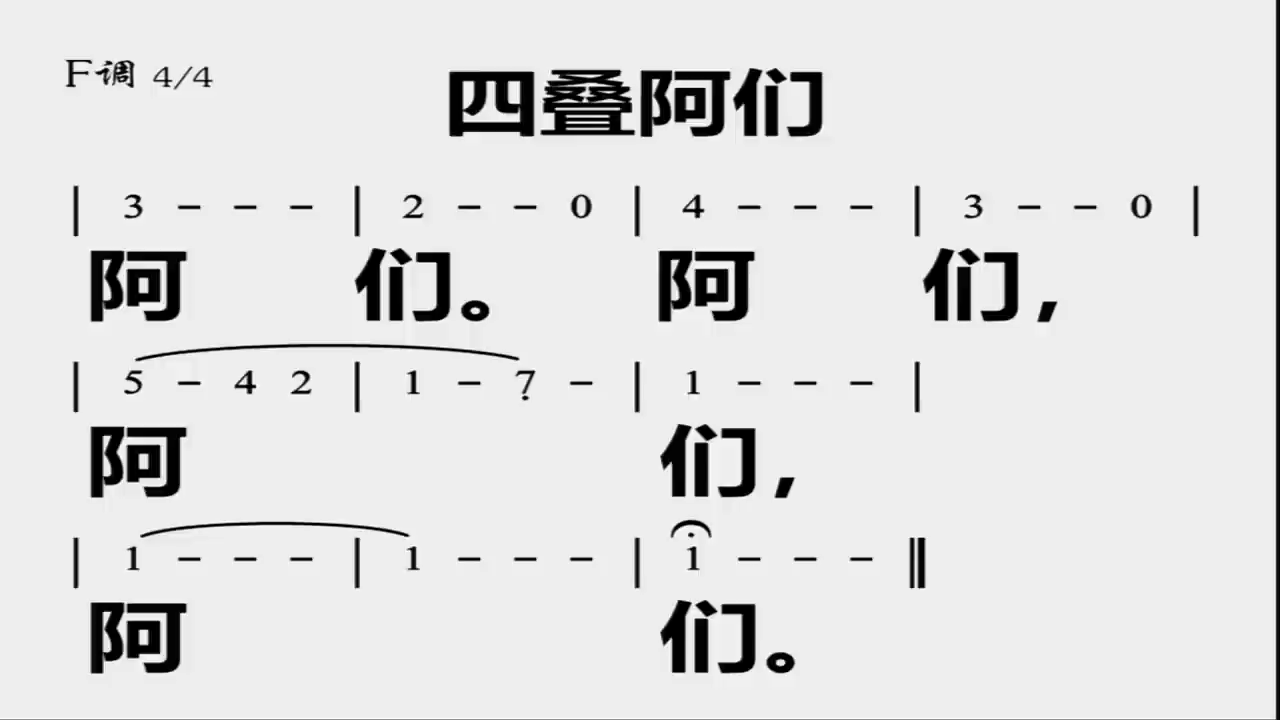 F调 4/4
四叠阿们
| 3 - - - | 2 - - 0 | 4 - - - | 3 - - 0 |
阿 们。 阿 们，
| 5 - 4 2 | 1 - 7̣ - | 1 - - - |
阿 们，
| 1 - - - | 1 - - - | 1 - - - ‖
阿 们。